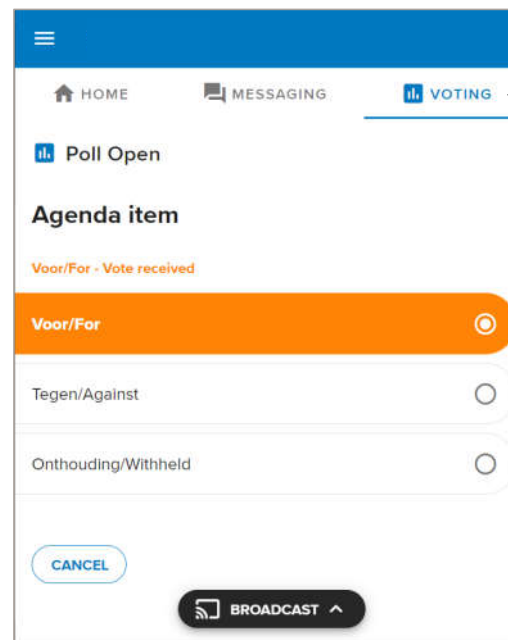 HOME MESSAGING VOTING
Poll Open
Agenda item
Voor/For - Vote received
Voor/For
Tegen/Against
Onthouding/Withheld
CANCEL
BROADCAST